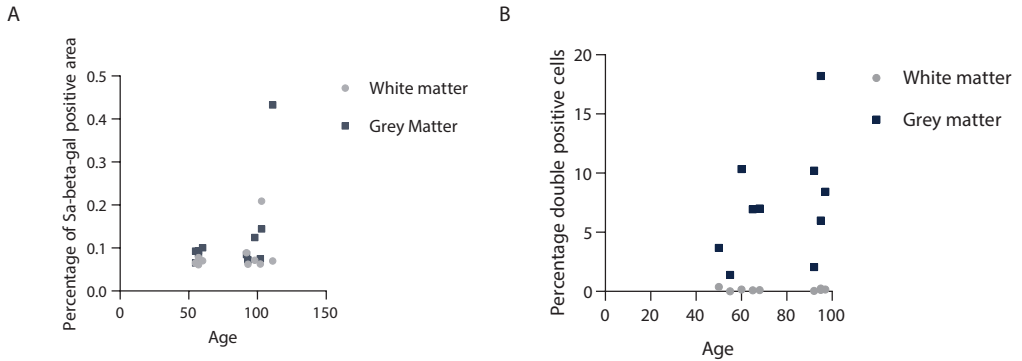 A
Percentage of Sa-beta-gal positive area
0.5
0.4
0.3
0.2
0.1
0.0
0
50
100
150
Age
White matter
Grey Matter
B
Percentage double positive cells
20
15
10
5
0
0
20
40
60
80
100
Age
White matter
Grey matter